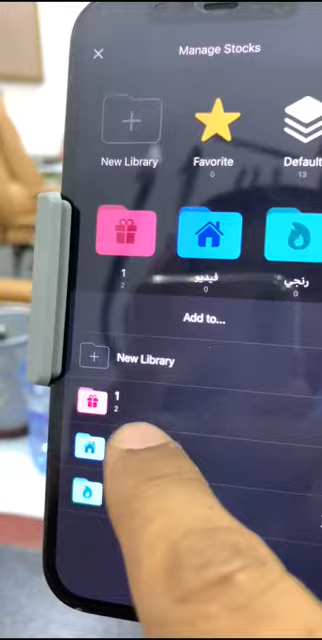 Manage Stocks
New Library
Favorite
0
Default
13
1
2
فيديو
0
رنجي
0
Add to...
New Library
1
2